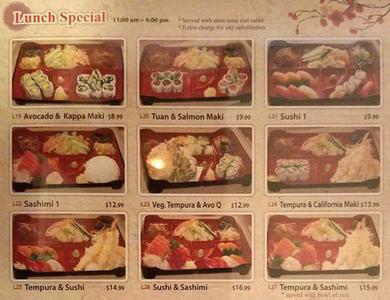 Lunch Special 11:00 am – 4:00 pm
* Served with miso soup and salad
* Extra charge for any substitution
L19 Avocado & Kappa Maki $8.99
L20 Tuan & Salmon Maki $9.99
L21 Sushi 1 $9.99
L22 Sashimi 1 $12.99
L23 Veg. Tempura & Avo Q $12.99
L24 Tempura & California Maki $13.99
L25 Tempura & Sushi $14.99
L26 Sushi & Sashimi $16.99
L27 Tempura & Sashimi $15.99
* served with bowl of rice.